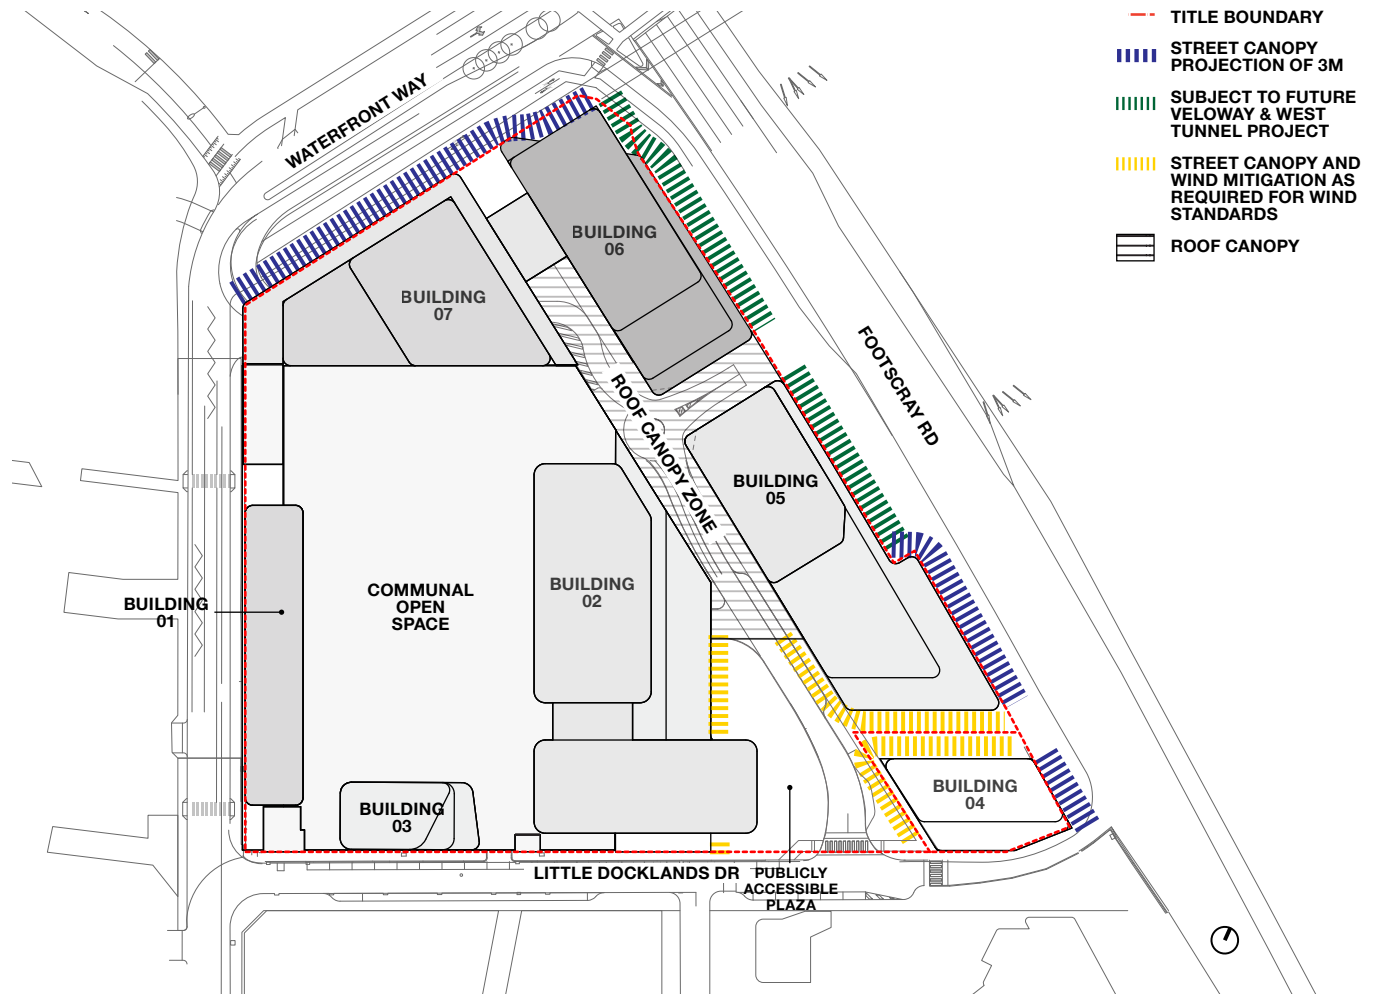 TITLE BOUNDARY
STREET CANOPY
PROJECTION OF 3M
SUBJECT TO FUTURE
VELOWAY & WEST
TUNNEL PROJECT
STREET CANOPY AND
WIND MITIGATION AS
REQUIRED FOR WIND
STANDARDS
ROOF CANOPY
WATERFRONT WAY
BUILDING
06
BUILDING
07
FOOTSCRAY RD
ROOF CANOPY ZONE
BUILDING
05
BUILDING
02
COMMUNAL
OPEN
SPACE
BUILDING
01
BUILDING
04
BUILDING
03
LITTLE DOCKLANDS DR
PUBLICLY
ACCESSIBLE
PLAZA